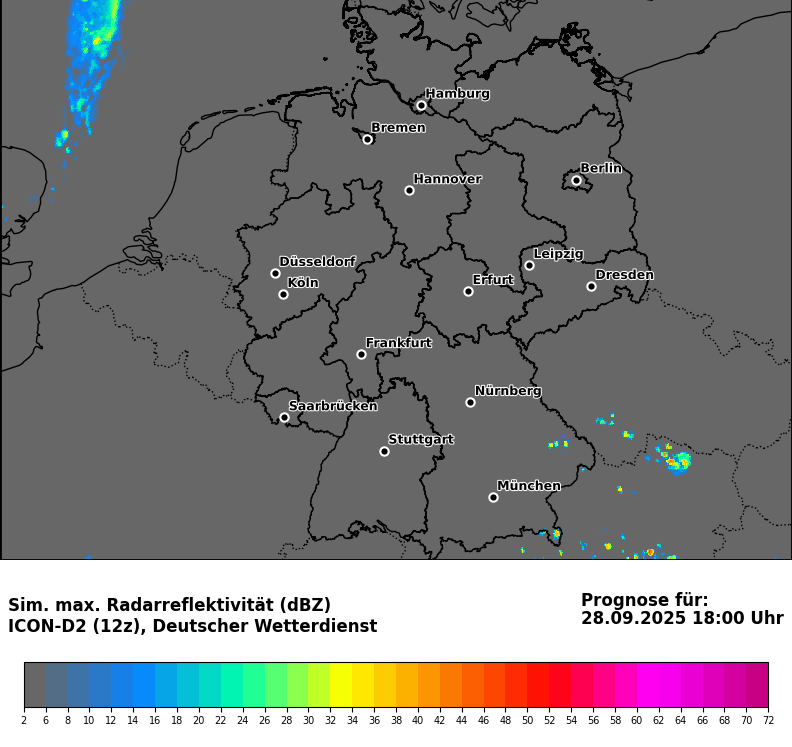 Hamburg
Bremen
Berlin
Hannover
Leipzig
Düsseldorf
Dresden
Köln
Erfurt
Frankfurt
Nürnberg
Saarbrücken
Stuttgart
München
Sim. max. Radarreflektivität (dBZ)
ICON-D2 (12z), Deutscher Wetterdienst
Prognose für:
28.09.2025 18:00 Uhr
2 6 8 10 12 14 16 18 20 22 24 26 28 30 32 34 36 38 40 42 44 46 48 50 52 54 56 58 60 62 64 66 68 70 72